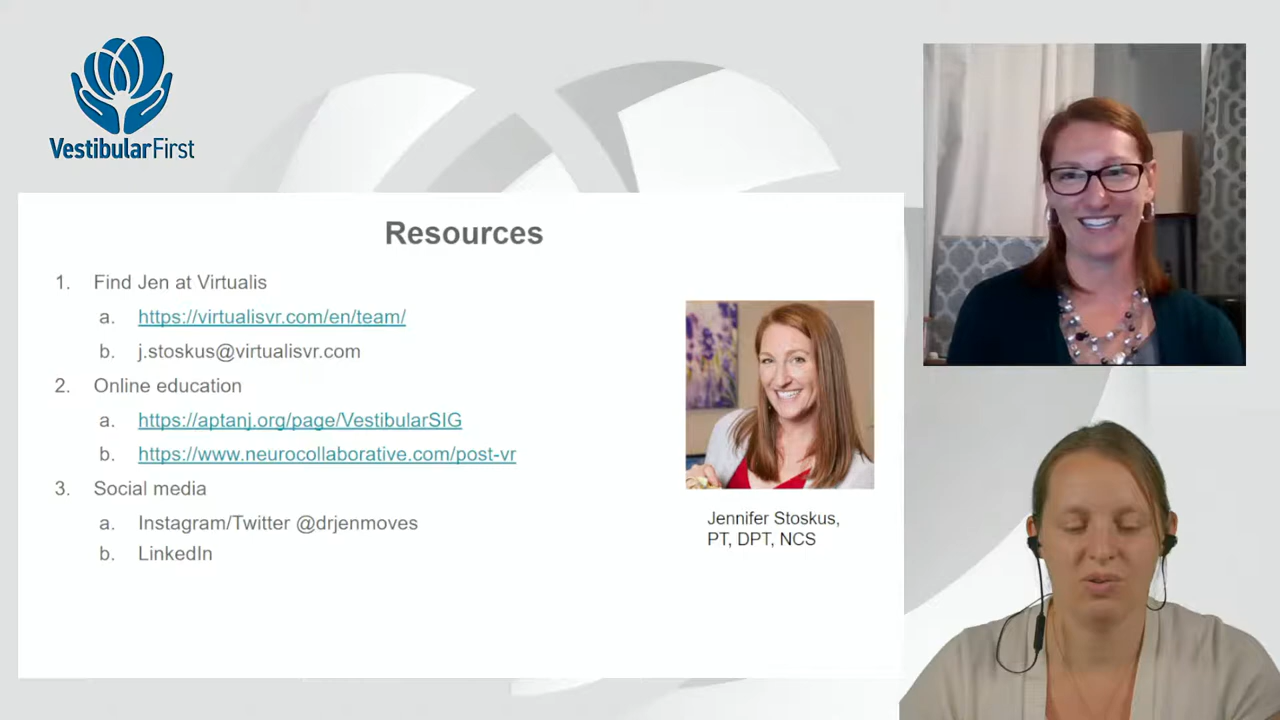 VestibularFirst
Resources
1. Find Jen at Virtualis
a. https://virtualisvr.com/en/team/
b. j.stoskus@virtualisvr.com
2. Online education
a. https://aptanj.org/page/VestibularSIG
b. https://www.neurocollaborative.com/post-vr
3. Social media
a. Instagram/Twitter @drjenmoves
b. LinkedIn
Jennifer Stoskus,
PT, DPT, NCS